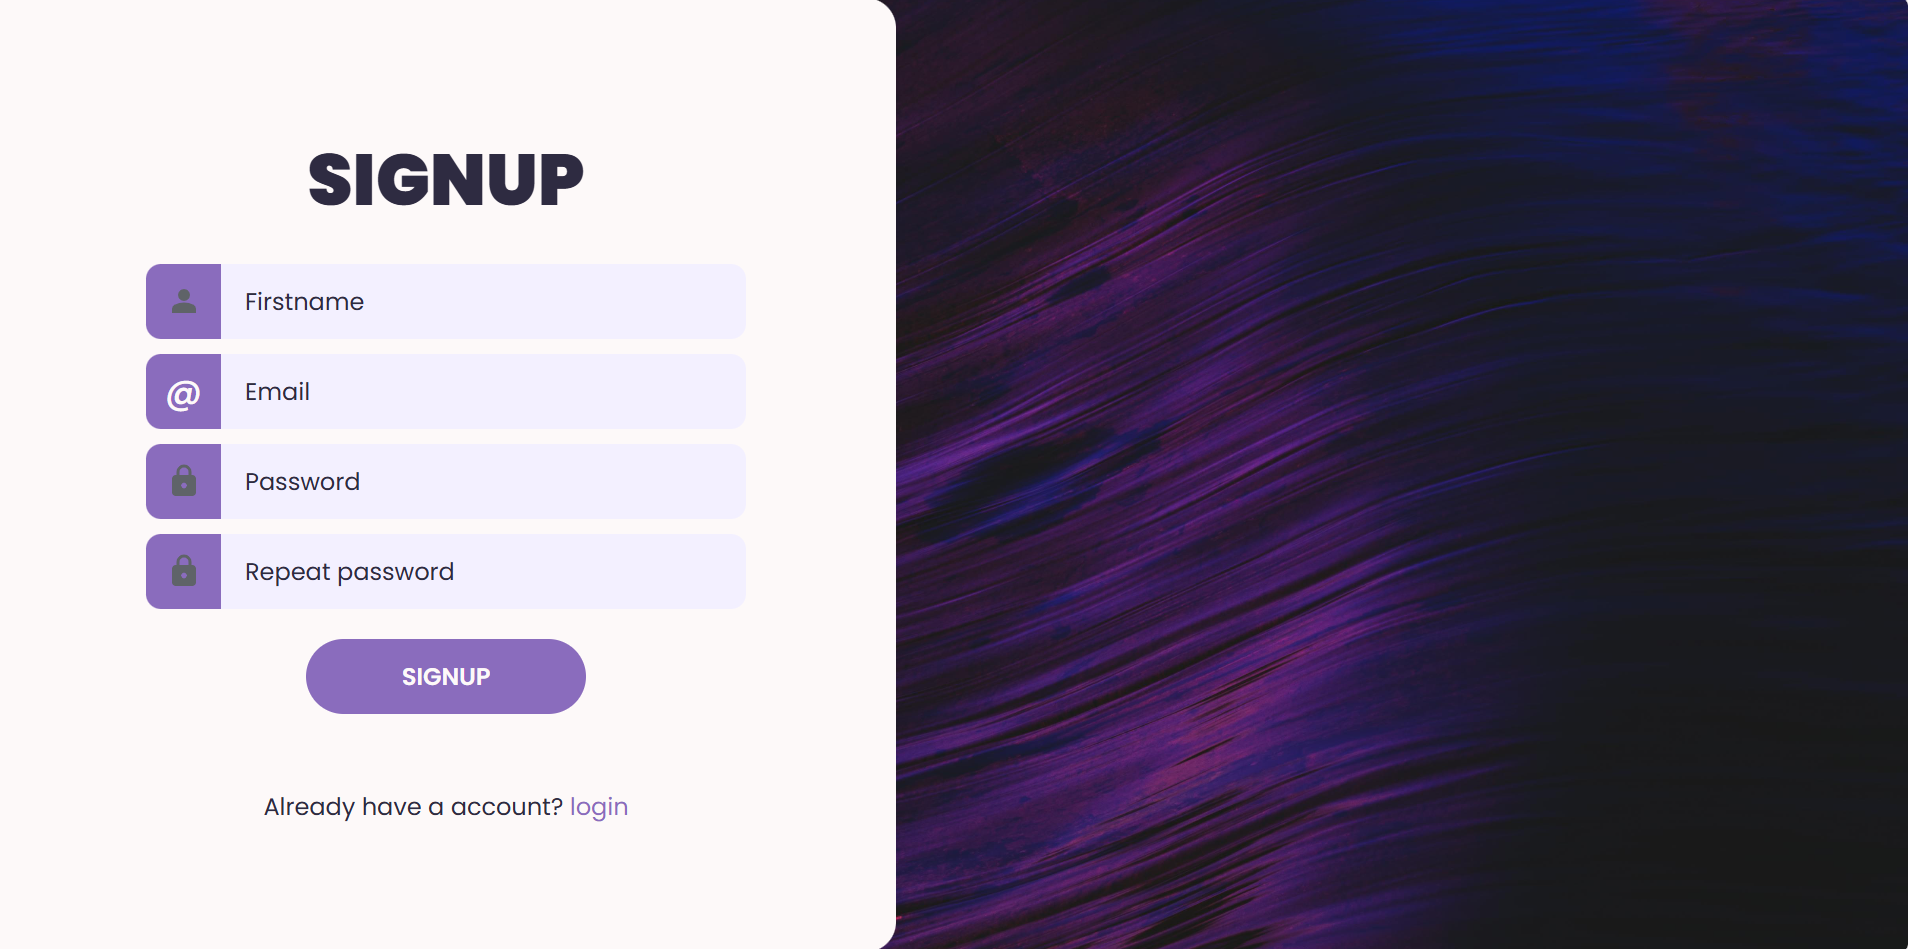 SIGNUP
Firstname
@ Email
Password
Repeat password
SIGNUP
Already have a account? login